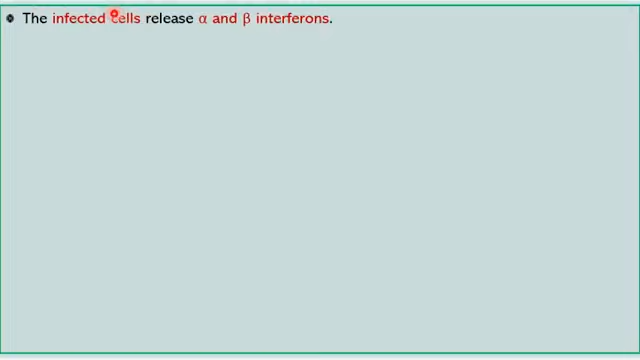 The infected cells release α and β interferons.